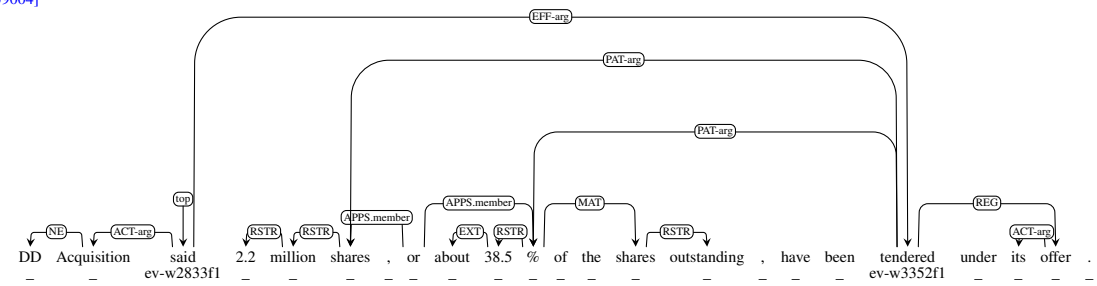 EFF-arg
PAT-arg
PAT-arg
top
APPS.member
MAT
REG
APPS.member
NE ACT-arg RSTR RSTR EXT RSTR RSTR ACT-arg
DD Acquisition said 2.2 million shares , or about 38.5 % of the shares outstanding , have been tendered under its offer .
_ _ ev-w2833f1 _ _ _ _ _ _ _ _ _ _ _ _ _ _ _ ev-w3352f1 _ _ _ _